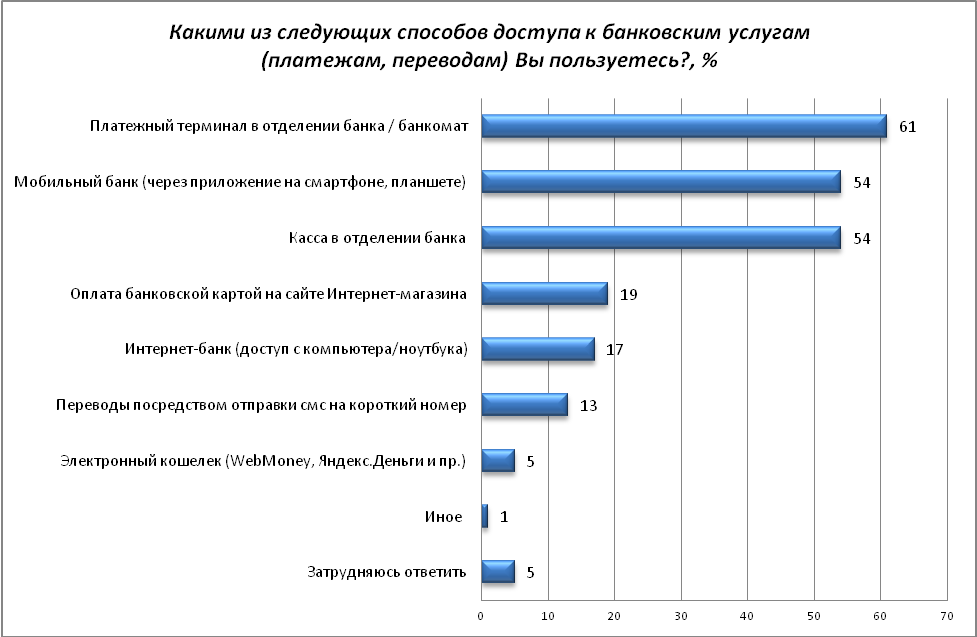 Какими из следующих способов доступа к банковским услугам
(платежам, переводам) Вы пользуетесь?, %
Платежный терминал в отделении банка / банкомат
61
Мобильный банк (через приложение на смартфоне, планшете)
54
Касса в отделении банка
54
Оплата банковской картой на сайте Интернет-магазина
19
Интернет-банк (доступ с компьютера/ноутбука)
17
Переводы посредством отправки смс на короткий номер
13
Электронный кошелек (WebMoney, Яндекс.Деньги и пр.)
5
Иное
1
Затрудняюсь ответить
5
0 10 20 30 40 50 60 70